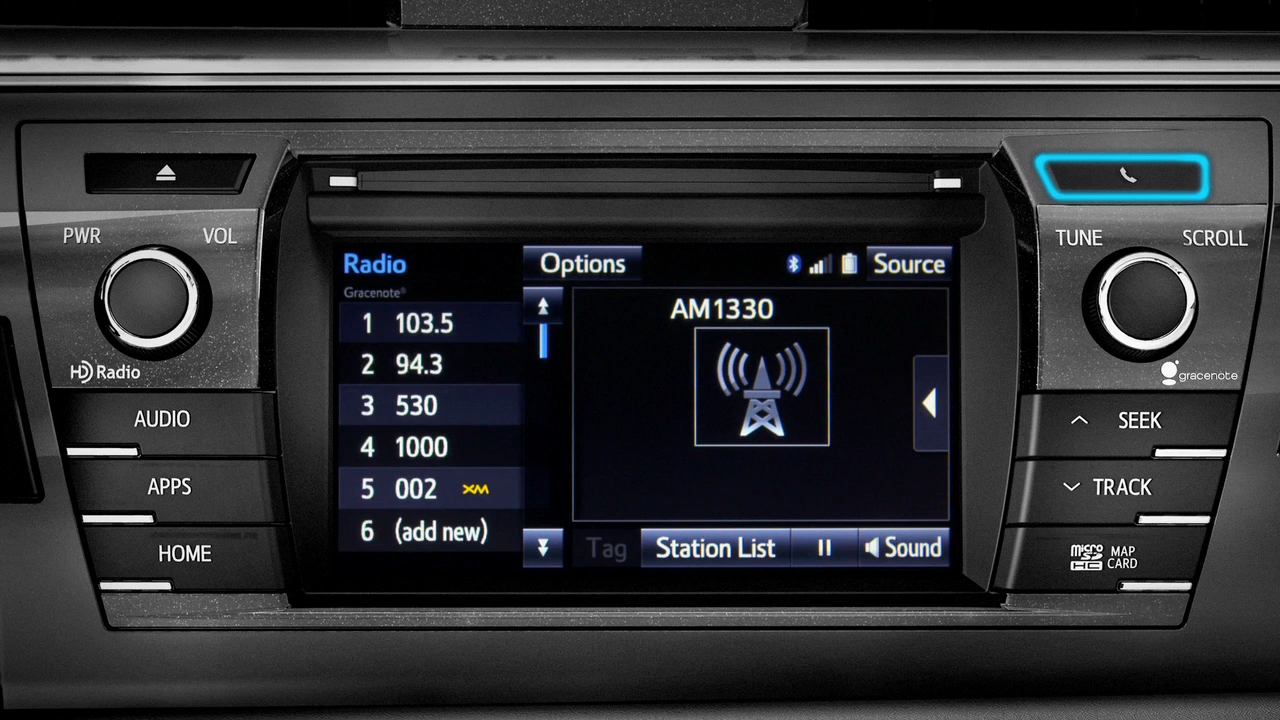 PWR VOL
HD Radio
AUDIO
APPS
HOME
Radio
Gracenote®
1 103.5
2 94.3
3 530
4 1000
5 002 XM
6 (add new)
Options
Source
AM1330
Tag
Station List
Sound
TUNE SCROLL
gracenote
SEEK
TRACK
micro SD HC MAP
CARD